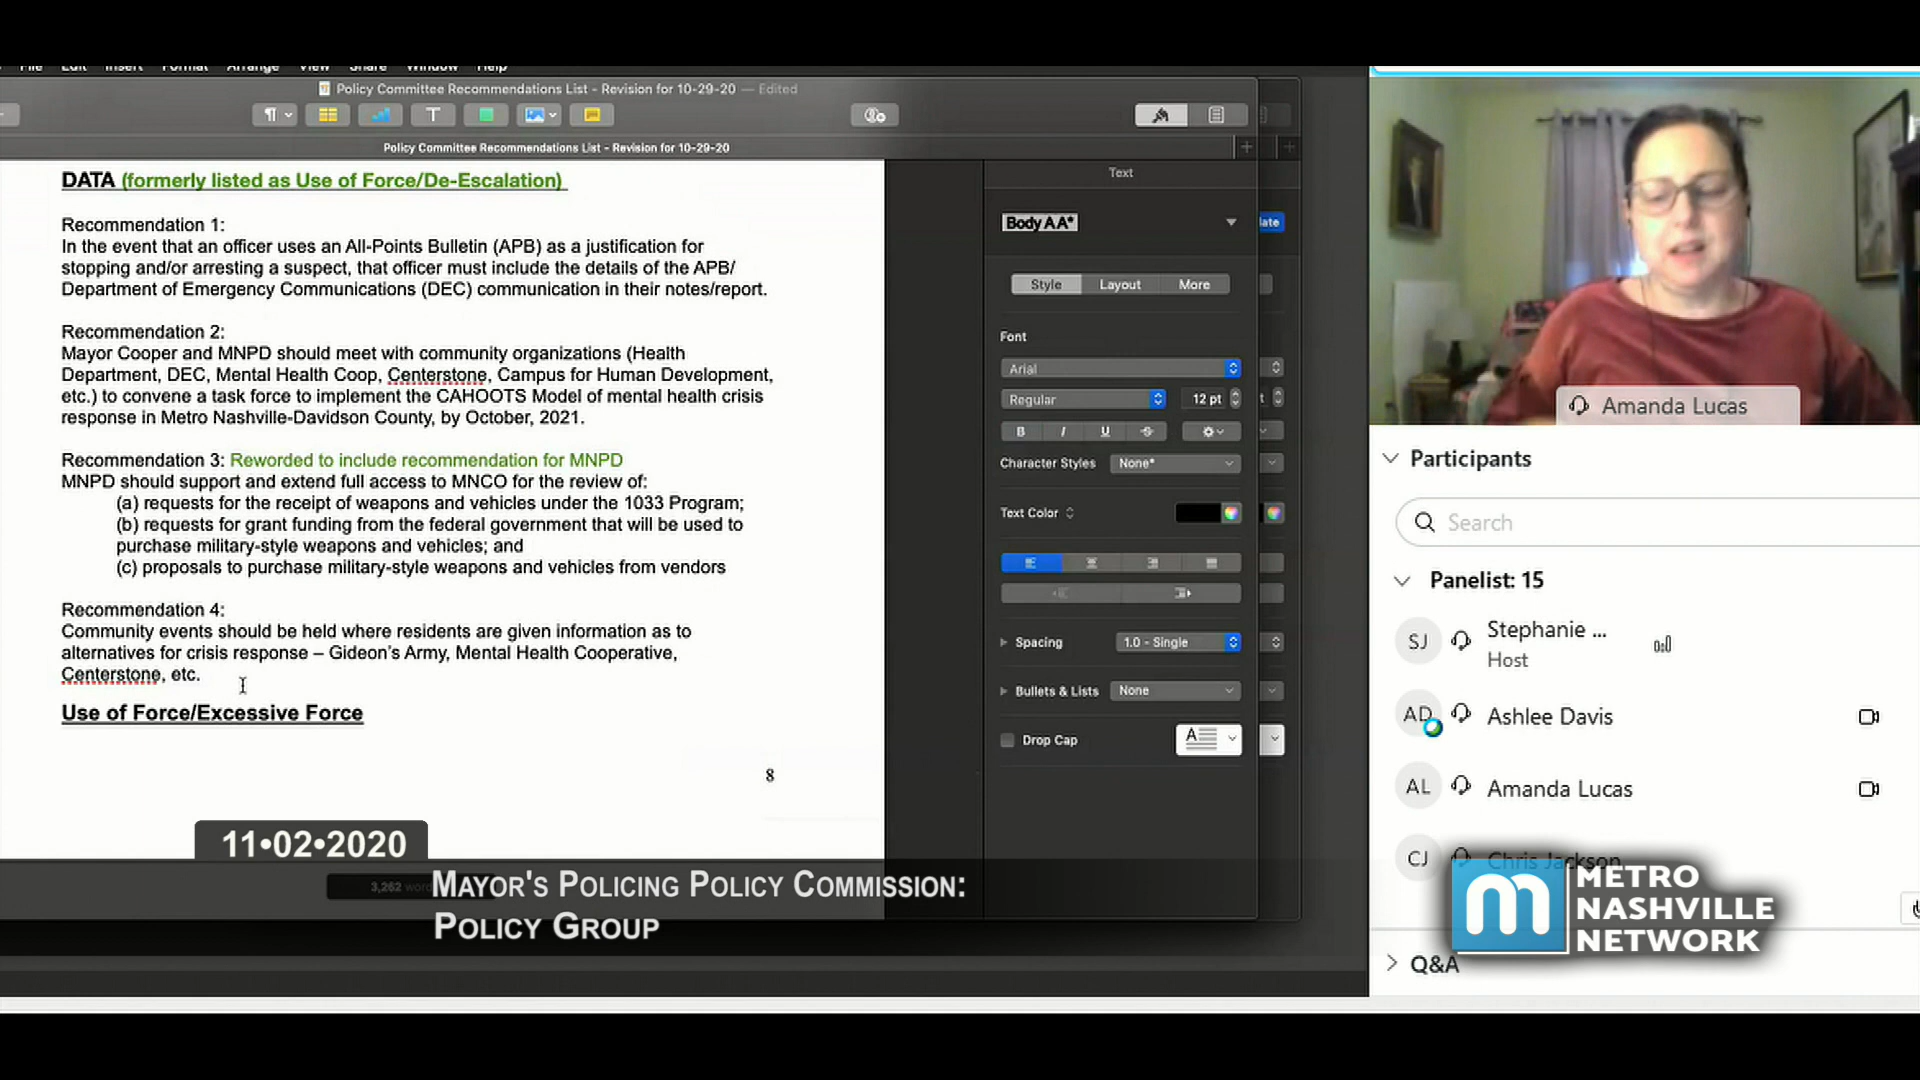 File Edit Insert Format Arrange View Share Window Help
Policy Committee Recommendations List - Revision for 10-29-20 — Edited
Policy Committee Recommendations List - Revision for 10-29-20
DATA (formerly listed as Use of Force/De-Escalation)
Recommendation 1:
In the event that an officer uses an All-Points Bulletin (APB) as a justification for
stopping and/or arresting a suspect, that officer must include the details of the APB/
Department of Emergency Communications (DEC) communication in their notes/report.
Recommendation 2:
Mayor Cooper and MNPD should meet with community organizations (Health
Department, DEC, Mental Health Coop, Centerstone, Campus for Human Development,
etc.) to convene a task force to implement the CAHOOTS Model of mental health crisis
response in Metro Nashville-Davidson County, by October, 2021.
Recommendation 3: Reworded to include recommendation for MNPD
MNPD should support and extend full access to MNCO for the review of:
(a) requests for the receipt of weapons and vehicles under the 1033 Program;
(b) requests for grant funding from the federal government that will be used to
purchase military-style weapons and vehicles; and
(c) proposals to purchase military-style weapons and vehicles from vendors
Recommendation 4:
Community events should be held where residents are given information as to
alternatives for crisis response – Gideon's Army, Mental Health Cooperative,
Centerstone, etc.
Use of Force/Excessive Force
8
Text
Body A A*
Style Layout More
Font
Arial
Regular 12 pt
B I U S
Character Styles None*
Text Color
Spacing 1.0 - Single
Bullets & Lists None
Drop Cap A
Amanda Lucas
Participants
Search
Panelist: 15
SJ Stephanie ...
Host
AD Ashlee Davis
AL Amanda Lucas
CJ Chris Jackson
Q&A
11•02•2020
3,262
MAYOR'S POLICING POLICY COMMISSION:
POLICY GROUP
m METRO
NASHVILLE
NETWORK